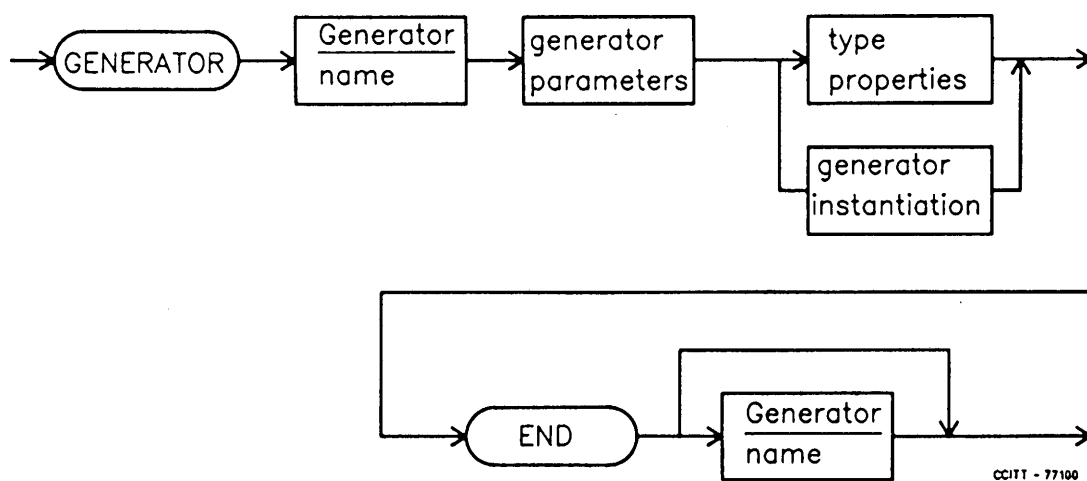 GENERATOR
Generator
name
generator
parameters
type
properties
generator
instantiation
END
Generator
name
CCITT - 77100